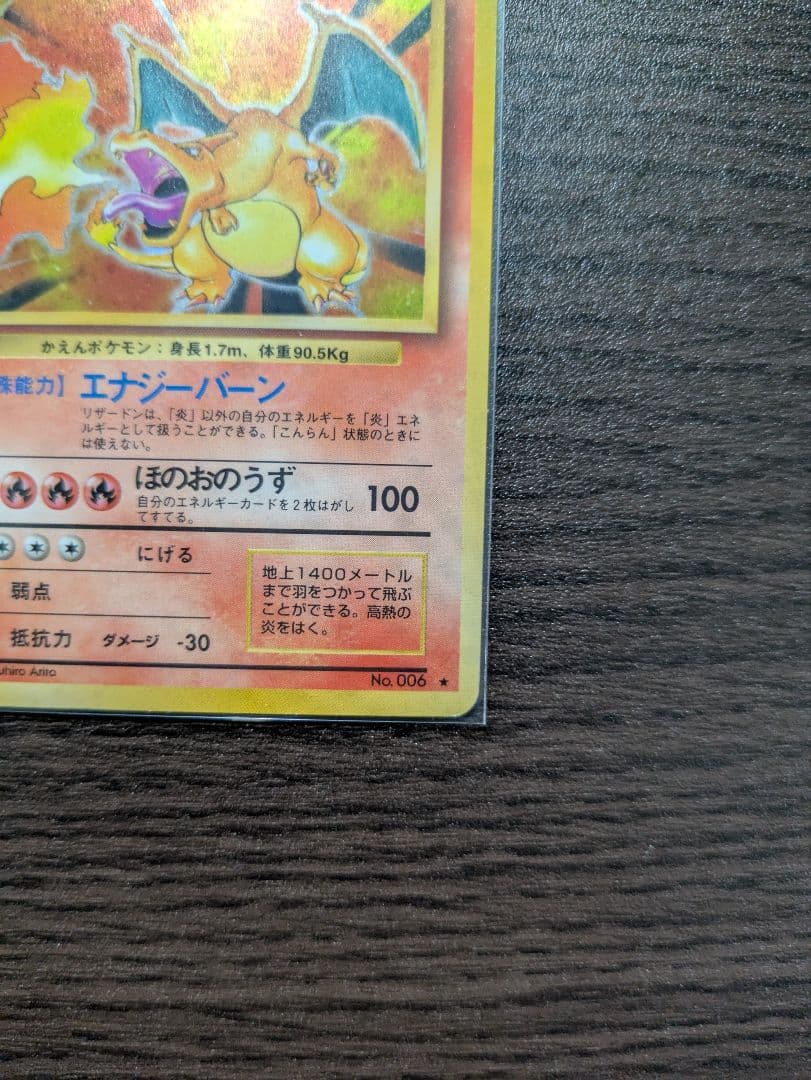 かえんポケモン：身長1.7m、体重90.5Kg
殊能力】 エナジーバーン
リザードンは、「炎」以外の自分のエネルギーを「炎」エネ
ルギーとして扱うことができる。「こんらん」状態のときに
は使えない。
ほのおのうず 100
自分のエネルギーカードを2枚はがし
てすてる。
にげる
地上1400メートル
まで羽をつかって飛ぶ
ことができる。高熱の
炎をはく。
弱点
抵抗力 ダメージ -30
uhiro Arita
No. 006 ★